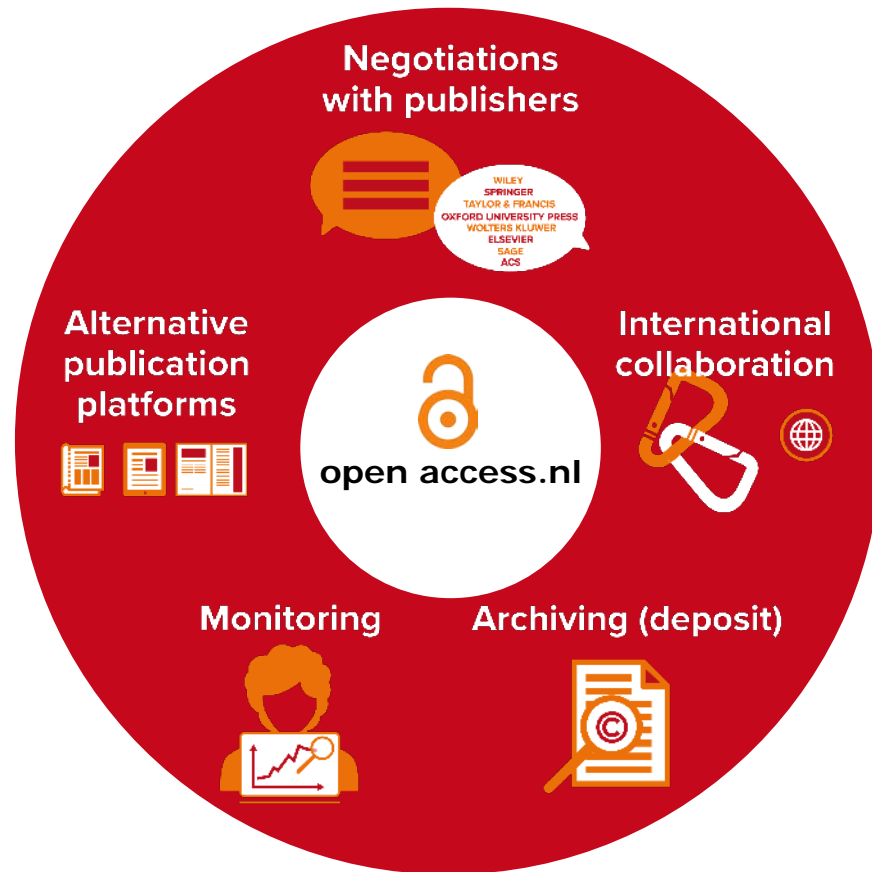 Negotiations
with publishers
WILEY
SPRINGER
TAYLOR & FRANCIS
OXFORD UNIVERSITY PRESS
WOLTERS KLUWER
ELSEVIER
SAGE
ACS
Alternative
publication
platforms
International
collaboration
open access.nl
Monitoring
Archiving (deposit)
©